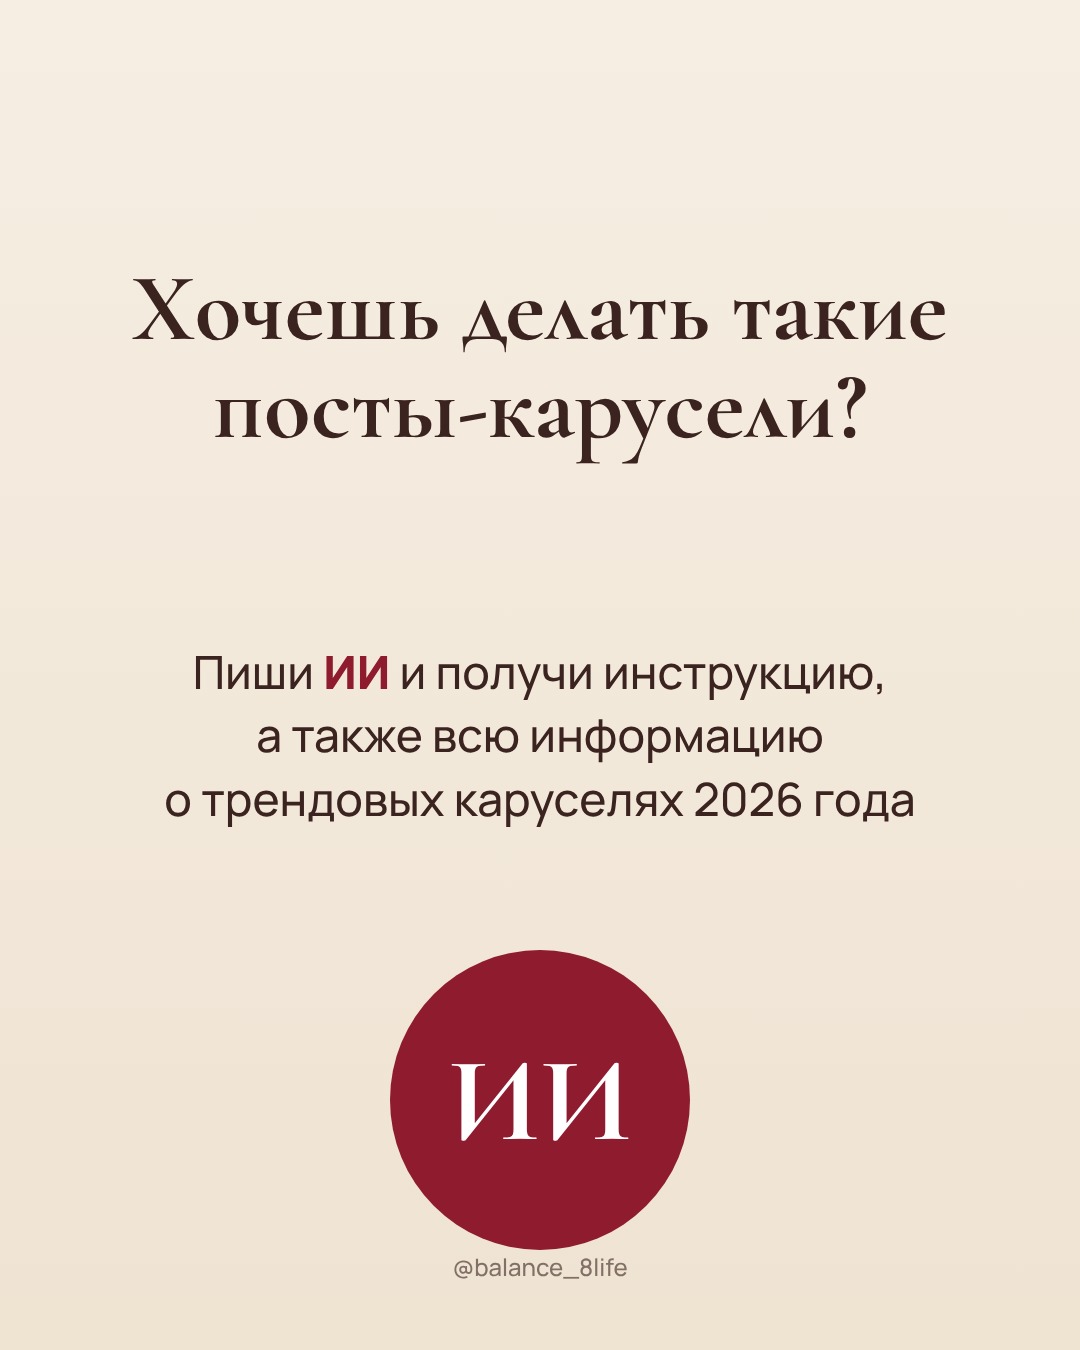 Хочешь делать такие
посты-карусели?
Пиши ИИ и получи инструкцию,
а также всю информацию
о трендовых каруселях 2026 года
ИИ
@balance_8life